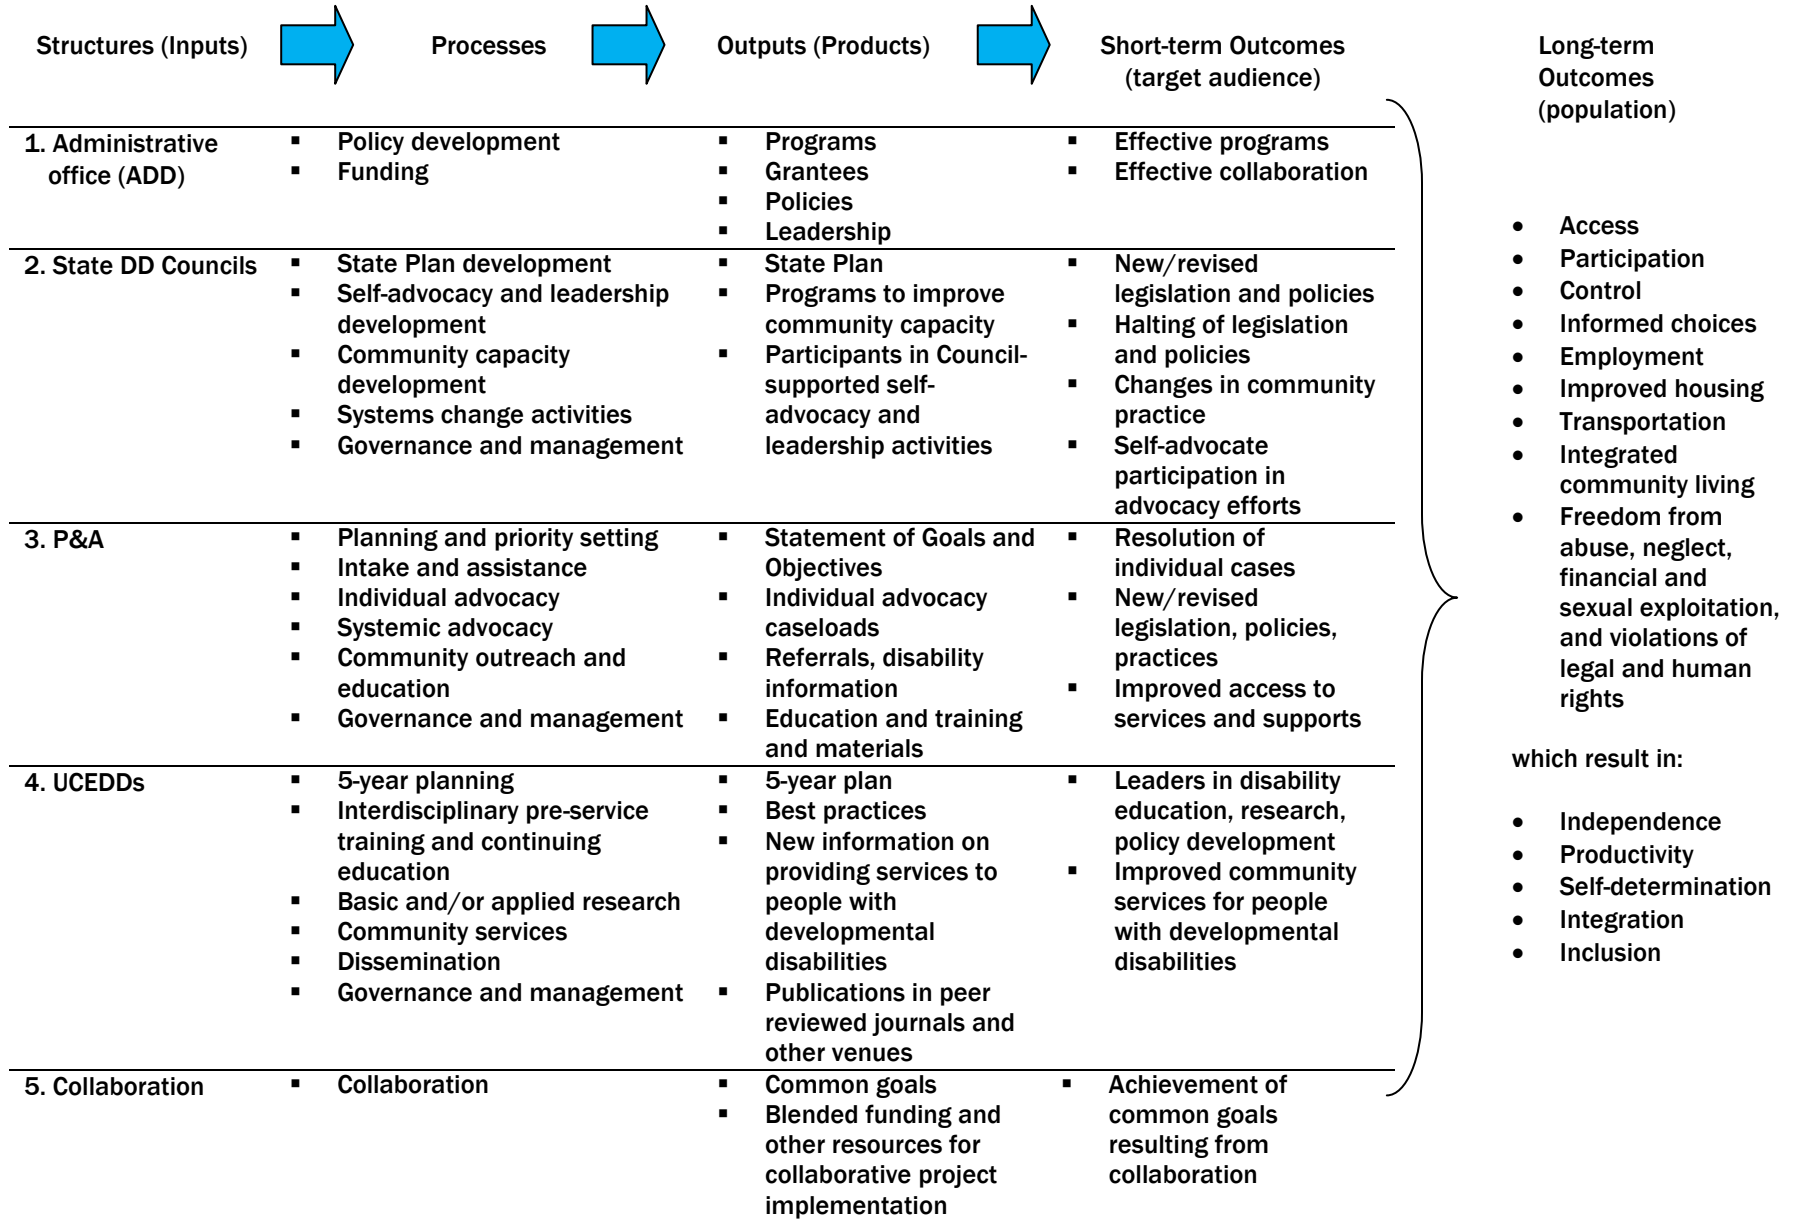 Structures (Inputs)
Processes
Outputs (Products)
Short-term Outcomes
(target audience)
Long-term
Outcomes
(population)
1. Administrative
office (ADD)
▪ Policy development
▪ Funding
▪ Programs
▪ Grantees
▪ Policies
▪ Leadership
▪ Effective programs
▪ Effective collaboration
2. State DD Councils
▪ State Plan development
▪ Self-advocacy and leadership
development
▪ Community capacity
development
▪ Systems change activities
▪ Governance and management
▪ State Plan
▪ Programs to improve
community capacity
▪ Participants in Council-
supported self-
advocacy and
leadership activities
▪ New/revised
legislation and policies
▪ Halting of legislation
and policies
▪ Changes in community
practice
▪ Self-advocate
participation in
advocacy efforts
3. P&A
▪ Planning and priority setting
▪ Intake and assistance
▪ Individual advocacy
▪ Systemic advocacy
▪ Community outreach and
education
▪ Governance and management
▪ Statement of Goals and
Objectives
▪ Individual advocacy
caseloads
▪ Referrals, disability
information
▪ Education and training
and materials
▪ Resolution of
individual cases
▪ New/revised
legislation, policies,
practices
▪ Improved access to
services and supports
4. UCEDDs
▪ 5-year planning
▪ Interdisciplinary pre-service
training and continuing
education
▪ Basic and/or applied research
▪ Community services
▪ Dissemination
▪ Governance and management
▪ 5-year plan
▪ Best practices
▪ New information on
providing services to
people with
developmental
disabilities
▪ Publications in peer
reviewed journals and
other venues
▪ Leaders in disability
education, research,
policy development
▪ Improved community
services for people
with developmental
disabilities
5. Collaboration
▪ Collaboration
▪ Common goals
▪ Blended funding and
other resources for
collaborative project
implementation
▪ Achievement of
common goals
resulting from
collaboration
• Access
• Participation
• Control
• Informed choices
• Employment
• Improved housing
• Transportation
• Integrated
community living
• Freedom from
abuse, neglect,
financial and
sexual exploitation,
and violations of
legal and human
rights
which result in:
• Independence
• Productivity
• Self-determination
• Integration
• Inclusion